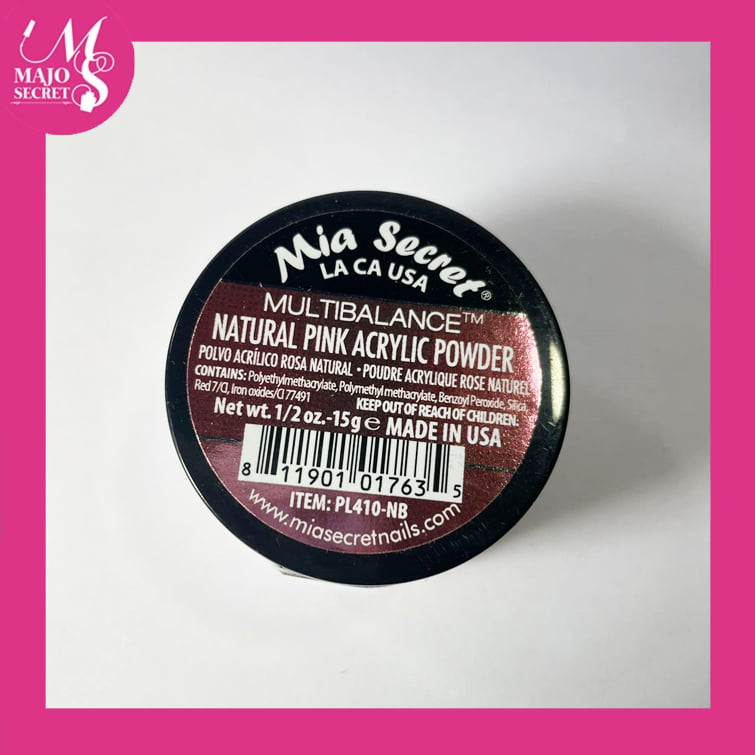 MAJO
SECRET
MS
Mia Secret®
LA CA USA
MULTIBALANCE™
NATURAL PINK ACRYLIC POWDER
POLVO ACRÍLICO ROSA NATURAL • POUDRE ACRYLIQUE ROSE NATUREL
CONTAINS: Polyethylmethacrylate, Polymethyl methacrylate, Benzoyl Peroxide, Silica,
Red 7/CI, Iron oxides/CI 77491
KEEP OUT OF REACH OF CHILDREN.
Net wt. 1/2 oz.-15g ℮ MADE IN USA
8 11901 01763 5
ITEM: PL410-NB
www.miasecretnails.com